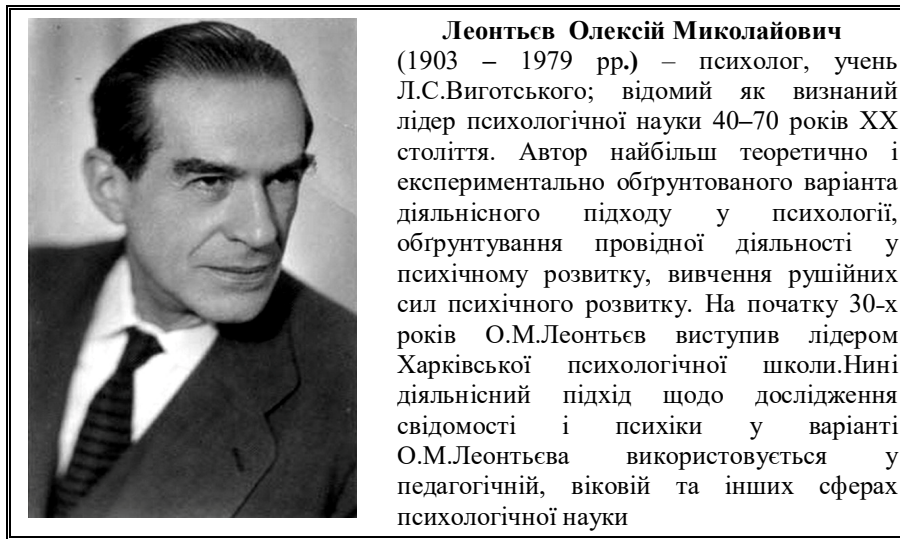 Леонтьєв Олексій Миколайович
(1903 – 1979 рр.) – психолог, учень
Л.С.Виготського; відомий як визнаний
лідер психологічної науки 40–70 років ХХ
століття. Автор найбільш теоретично і
експериментально обґрунтованого варіанта
діяльнісного підходу у психології,
обґрунтування провідної діяльності у
психічному розвитку, вивчення рушійних
сил психічного розвитку. На початку 30-х
років О.М.Леонтьєв виступив лідером
Харківської психологічної школи.Нині
діяльнісний підхід щодо дослідження
свідомості і психіки у варіанті
О.М.Леонтьєва використовується у
педагогічній, віковій та інших сферах
психологічної науки